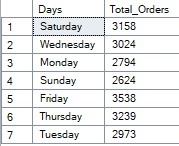 Days Total_Orders
1 Saturday 3158
2 Wednesday 3024
3 Monday 2794
4 Sunday 2624
5 Friday 3538
6 Thursday 3239
7 Tuesday 2973